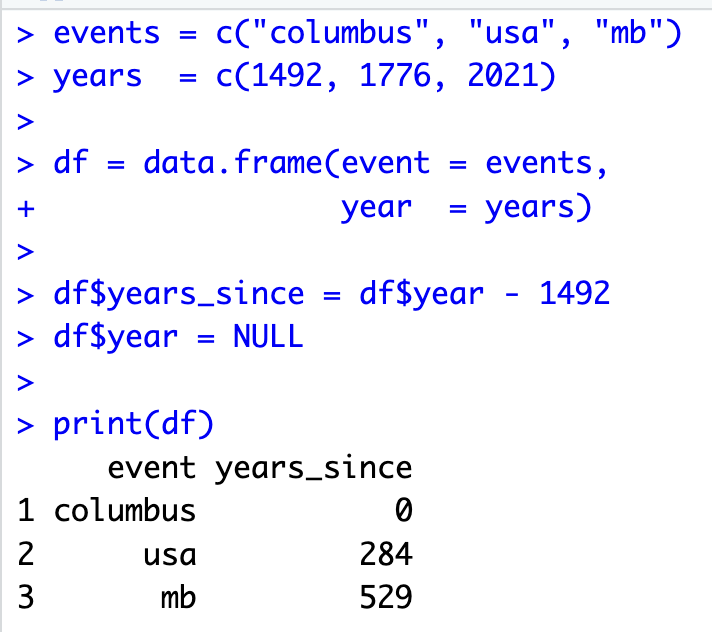 > events = c("columbus", "usa", "mb")
> years  = c(1492, 1776, 2021)
>
> df = data.frame(event = events,
+                 year  = years)
>
> df$years_since = df$year - 1492
> df$year = NULL
>
> print(df)
     event years_since
1 columbus           0
2      usa         284
3       mb         529